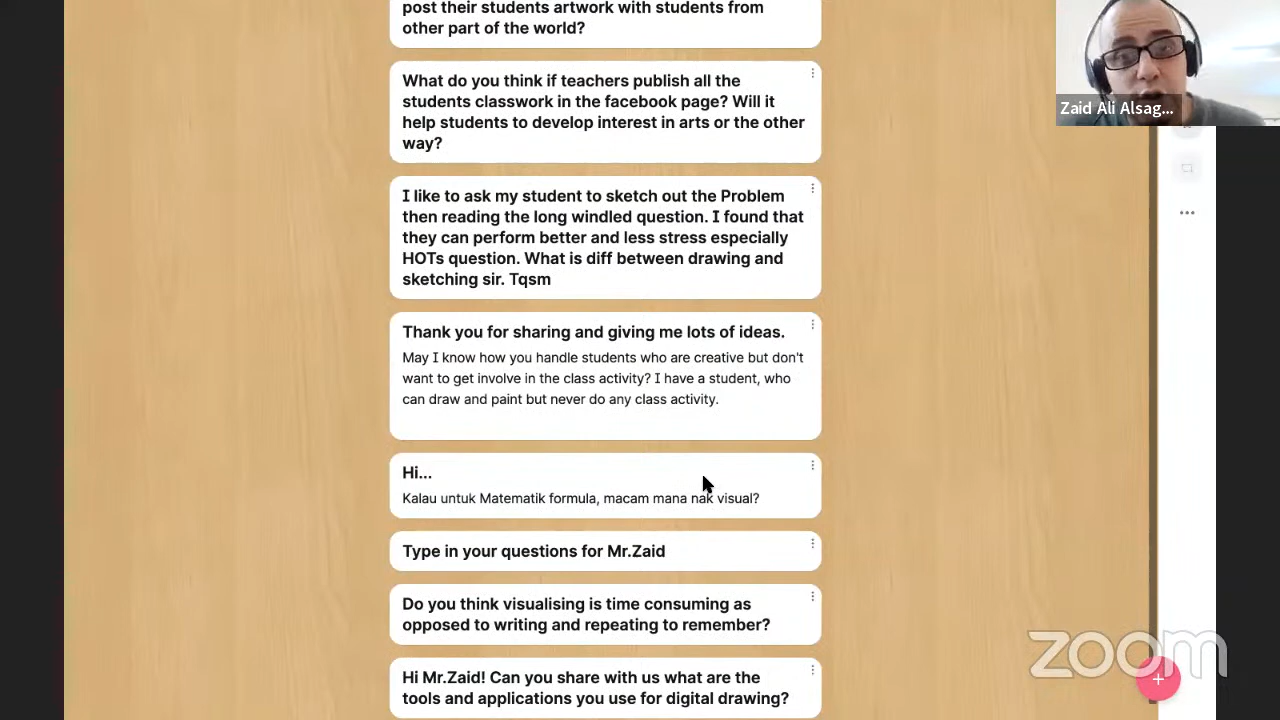 post their students artwork with students from
other part of the world?
What do you think if teachers publish all the
students classwork in the facebook page? Will it
help students to develop interest in arts or the other
way?
I like to ask my student to sketch out the Problem
then reading the long windled question. I found that
they can perform better and less stress especially
HOTs question. What is diff between drawing and
sketching sir. Tqsm
Thank you for sharing and giving me lots of ideas.
May I know how you handle students who are creative but don't
want to get involve in the class activity? I have a student, who
can draw and paint but never do any class activity.
Hi...
Kalau untuk Matematik formula, macam mana nak visual?
Type in your questions for Mr.Zaid
Do you think visualising is time consuming as
opposed to writing and repeating to remember?
Hi Mr.Zaid! Can you share with us what are the
tools and applications you use for digital drawing?
Zaid Ali Alsag...
zoom